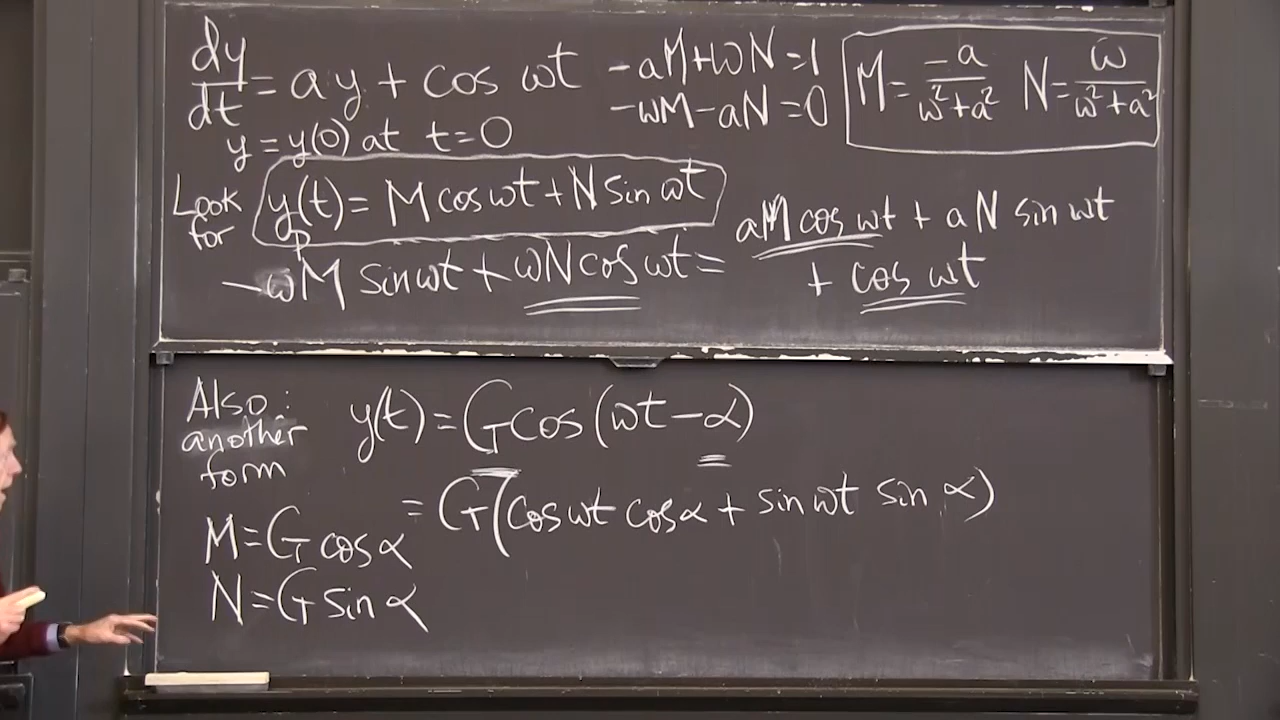 dy/dt = ay + cos ωt
y = y(0) at t=0
-aM+ωN=1
-ωM-aN=0
M = -a/(ω²+a²) N = ω/(ω²+a²)
Look for y_p(t) = M cos ωt + N sin ωt
-ωM sin ωt + ωN cos ωt = aM cos ωt + aN sin ωt
+ cos ωt
Also: another form
y(t) = G cos (ωt - α)
= G(cos ωt cos α + sin ωt sin α)
M = G cos α
N = G sin α